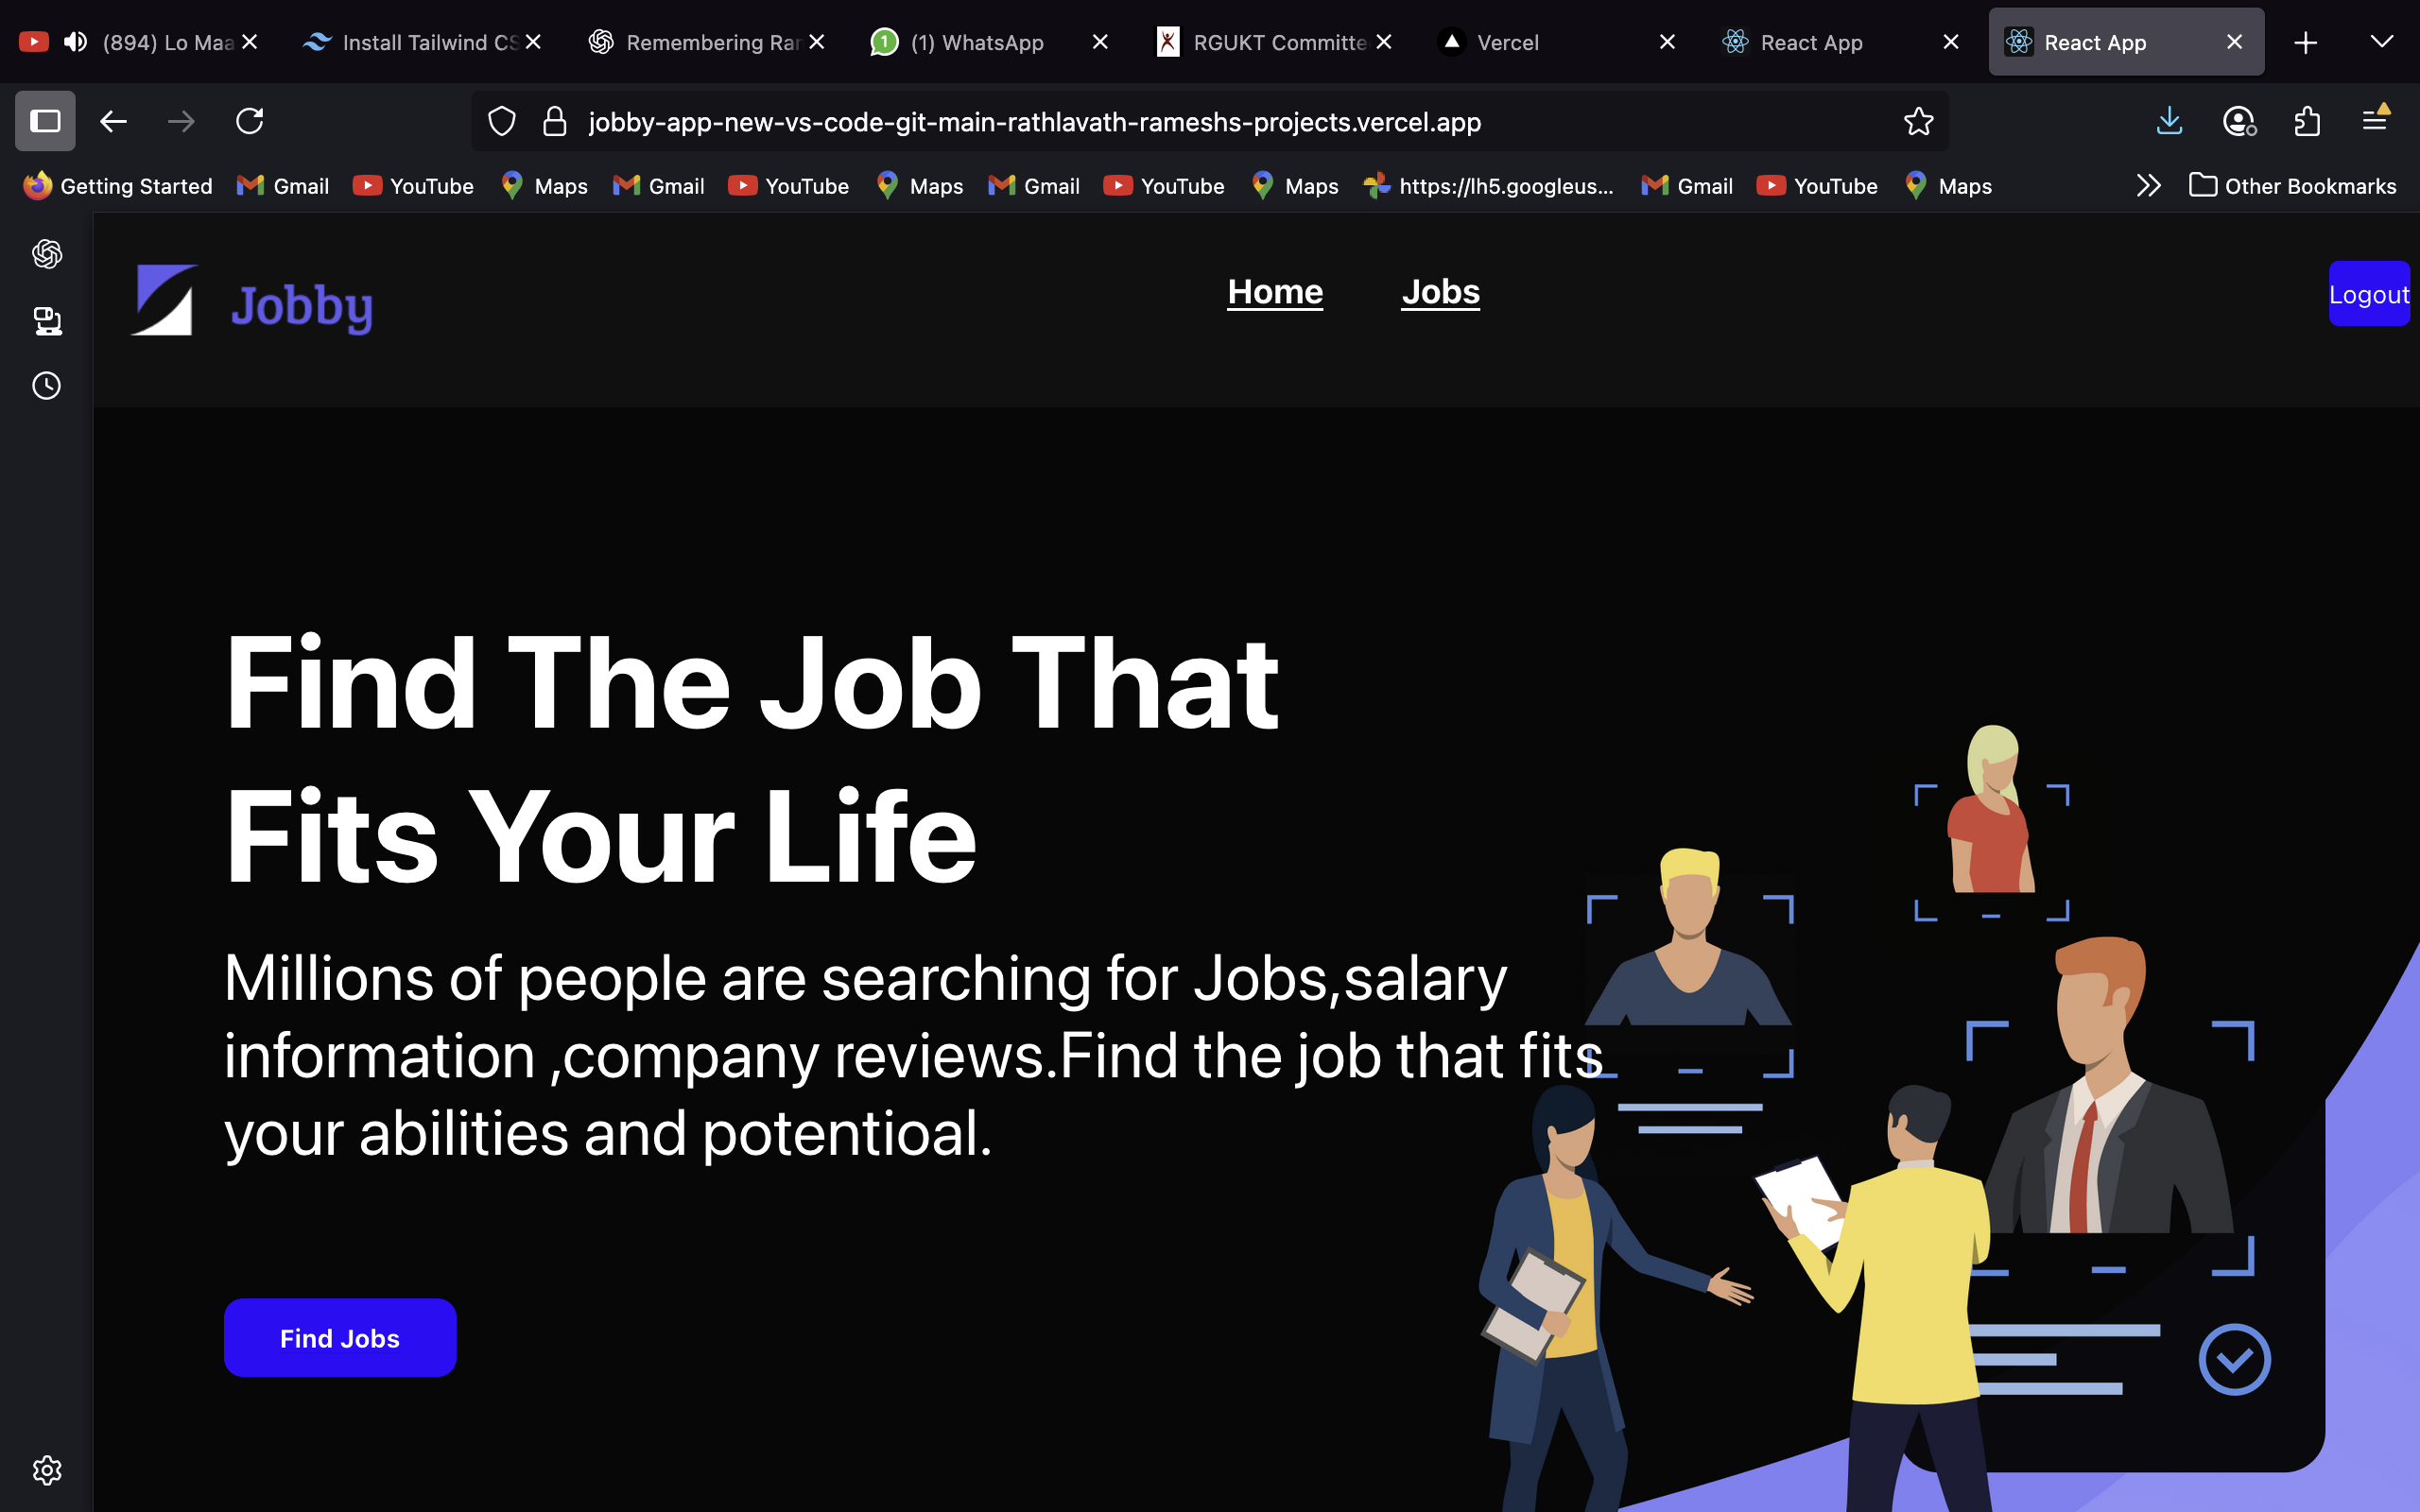 (894) Lo Maa
Install Tailwind CS
Remembering Ra
(1) WhatsApp
RGUKT Committe
Vercel
React App
React App
jobby-app-new-vs-code-git-main-rathlavath-rameshs-projects.vercel.app
Getting Started Gmail YouTube Maps Gmail YouTube Maps Gmail YouTube Maps https://lh5.googleus... Gmail YouTube Maps Other Bookmarks
Jobby
Home Jobs
Logout
Find The Job That
Fits Your Life
Millions of people are searching for Jobs,salary
information ,company reviews.Find the job that fits
your abilities and potentioal.
Find Jobs